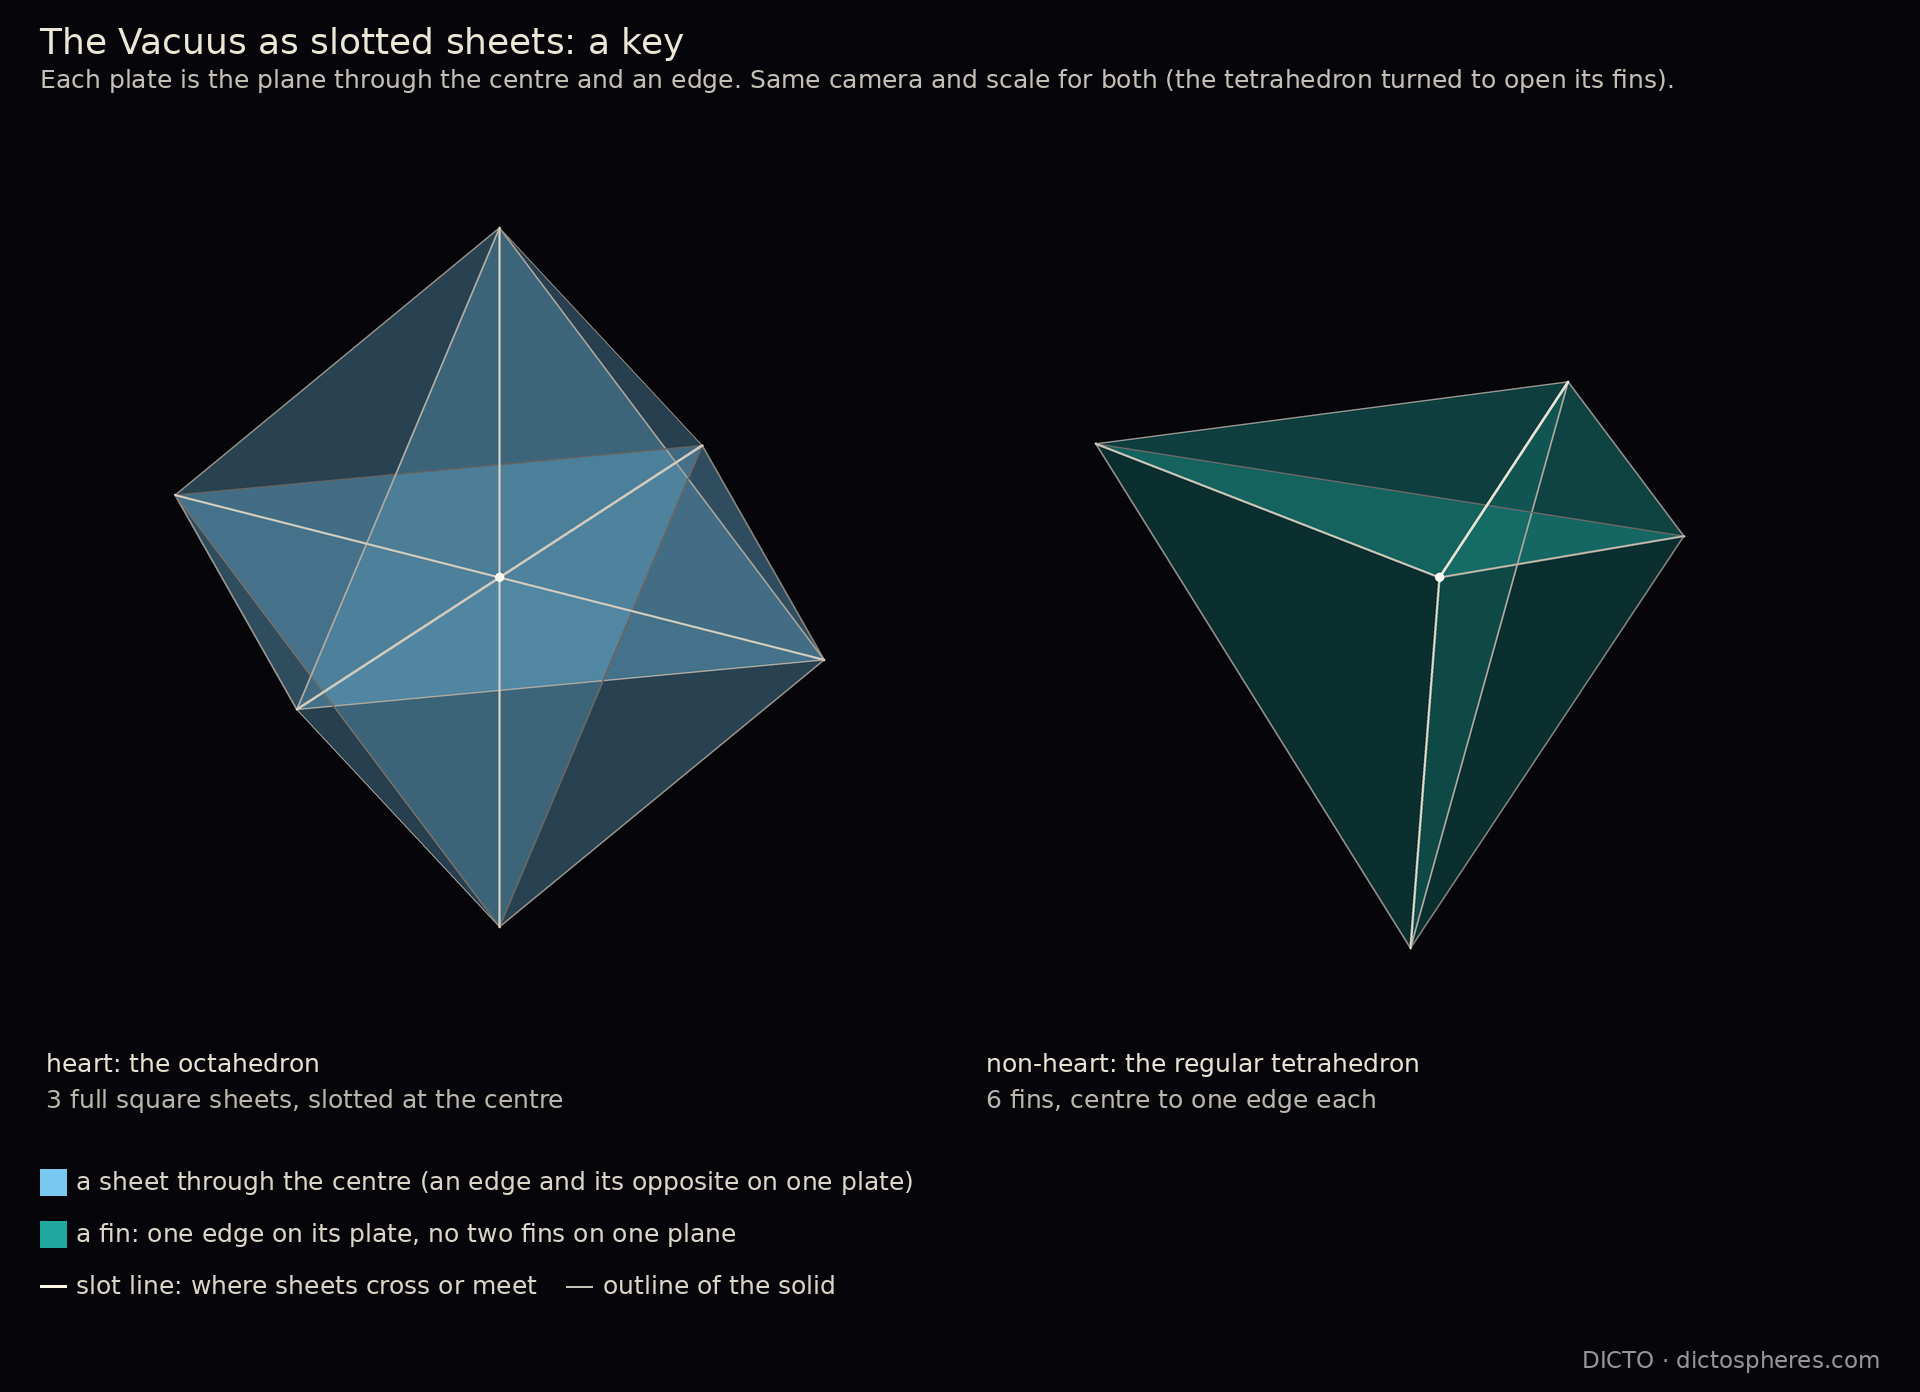 The Vacuus as slotted sheets: a key
Each plate is the plane through the centre and an edge. Same camera and scale for both (the tetrahedron turned to open its fins).
heart: the octahedron
3 full square sheets, slotted at the centre
non-heart: the regular tetrahedron
6 fins, centre to one edge each
a sheet through the centre (an edge and its opposite on one plate)
a fin: one edge on its plate, no two fins on one plane
slot line: where sheets cross or meet
outline of the solid
DICTO · dictospheres.com